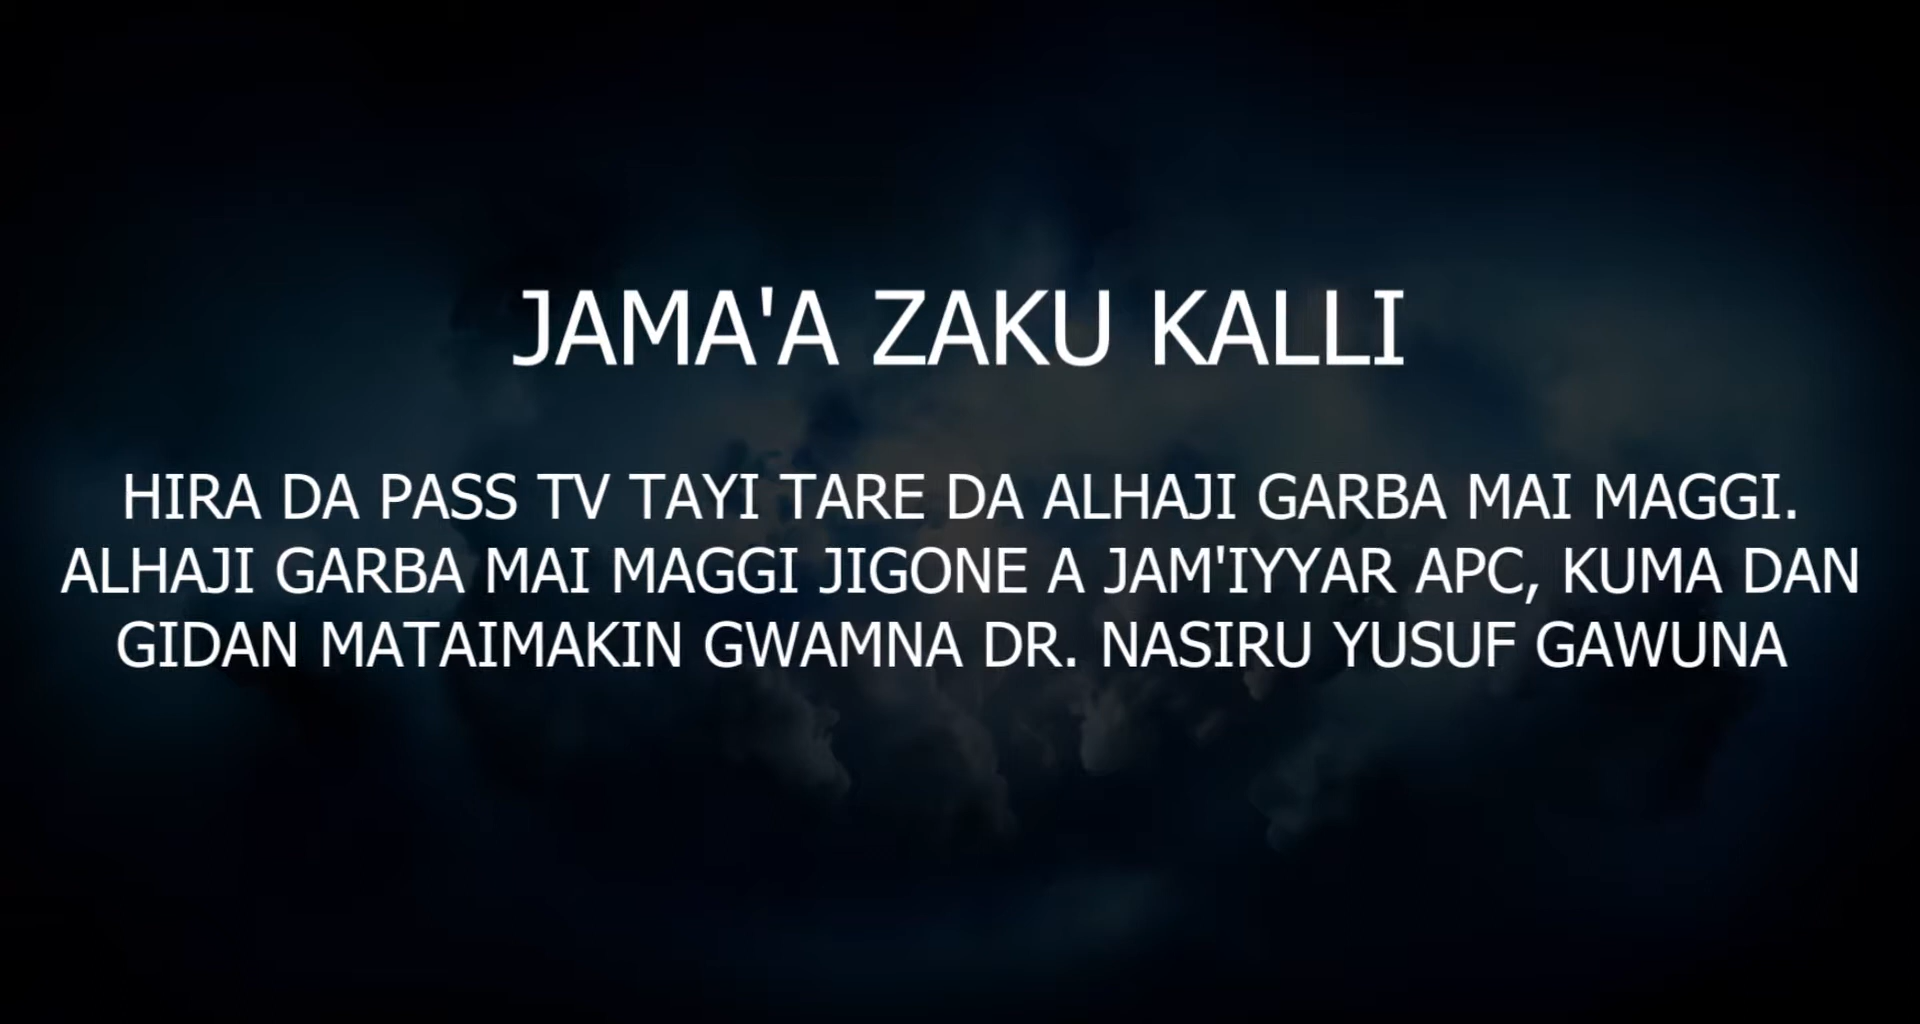 JAMA'A ZAKU KALLI
HIRA DA PASS TV TAYI TARE DA ALHAJI GARBA MAI MAGGI.
ALHAJI GARBA MAI MAGGI JIGONE A JAM'IYYAR APC, KUMA DAN
GIDAN MATAIMAKIN GWAMNA DR. NASIRU YUSUF GAWUNA